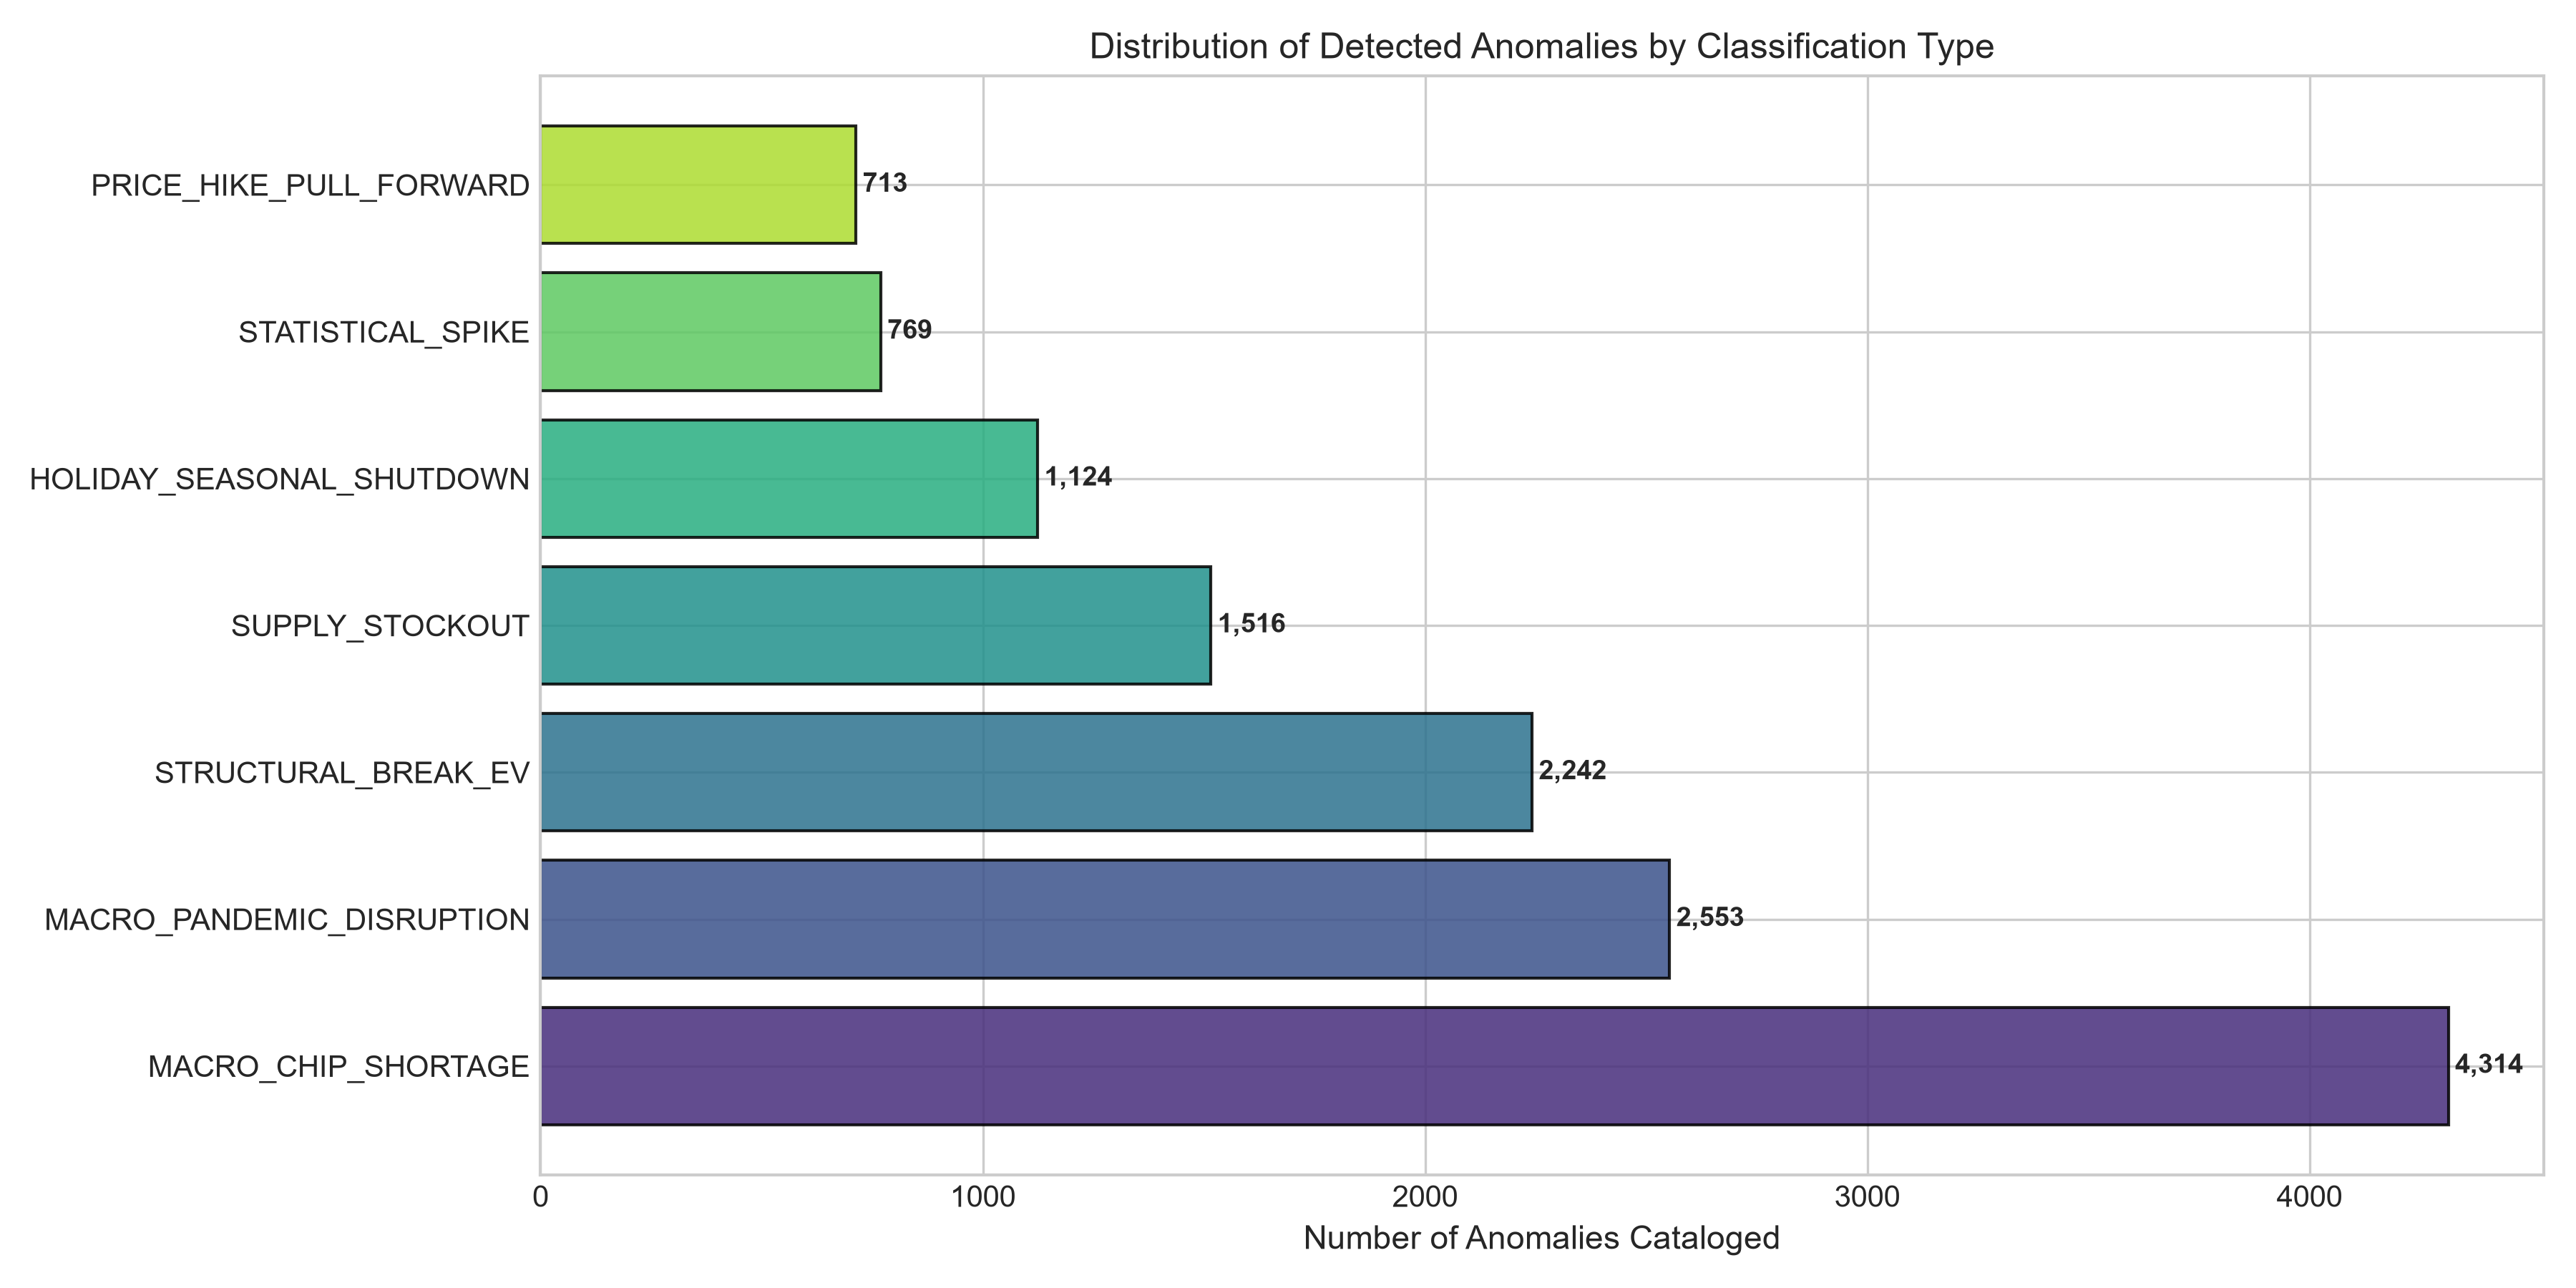 Distribution of Detected Anomalies by Classification Type
PRICE_HIKE_PULL_FORWARD
713
STATISTICAL_SPIKE
769
HOLIDAY_SEASONAL_SHUTDOWN
1,124
SUPPLY_STOCKOUT
1,516
STRUCTURAL_BREAK_EV
2,242
MACRO_PANDEMIC_DISRUPTION
2,553
MACRO_CHIP_SHORTAGE
4,314
0 1000 2000 3000 4000
Number of Anomalies Cataloged